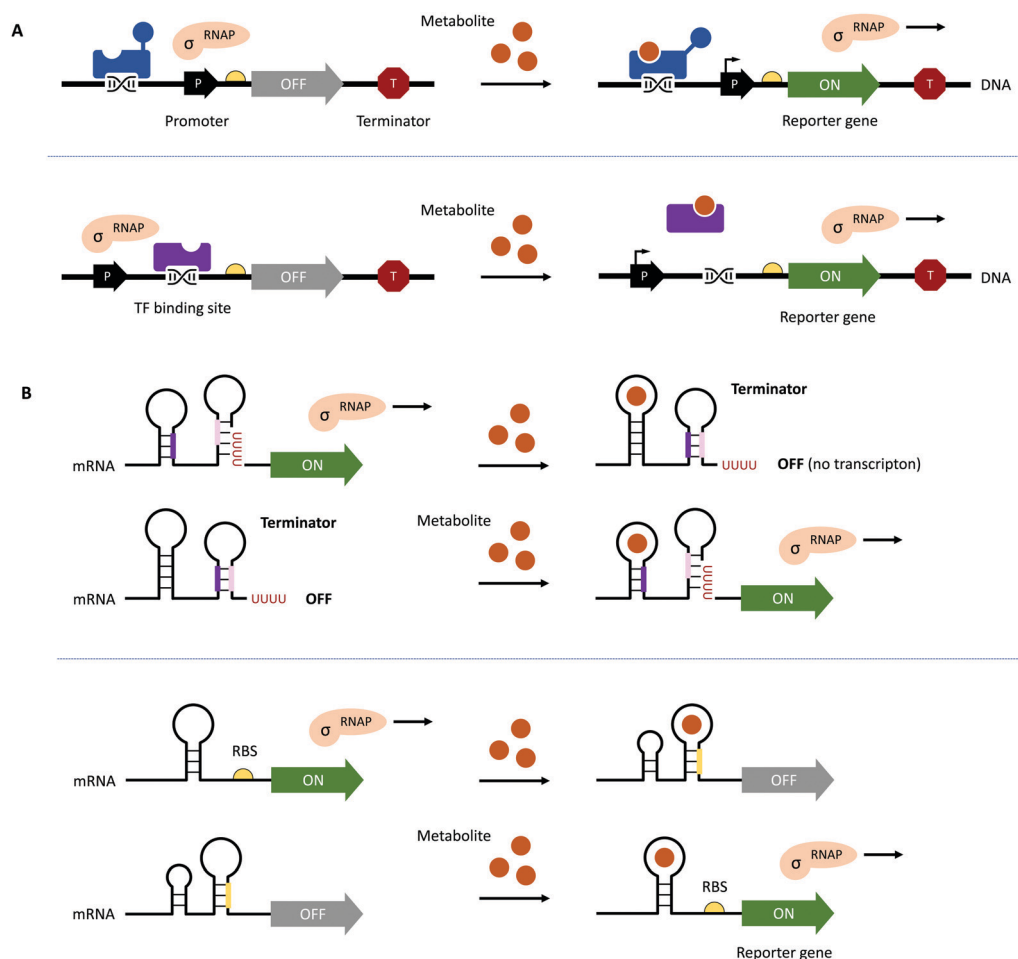 A
σ RNAP
Metabolite
σ RNAP
P OFF T
P ON T DNA
Promoter Terminator
Reporter gene
σ RNAP
Metabolite
σ RNAP
P OFF T
P ON T DNA
TF binding site
Reporter gene
B
σ RNAP
Terminator
mRNA UUUU ON
UUUU OFF (no transcripton)
Terminator
Metabolite
σ RNAP
mRNA UUUU OFF
UUUU ON
σ RNAP
RBS
mRNA ON
OFF
Metabolite
σ RNAP
RBS
mRNA OFF
ON
Reporter gene